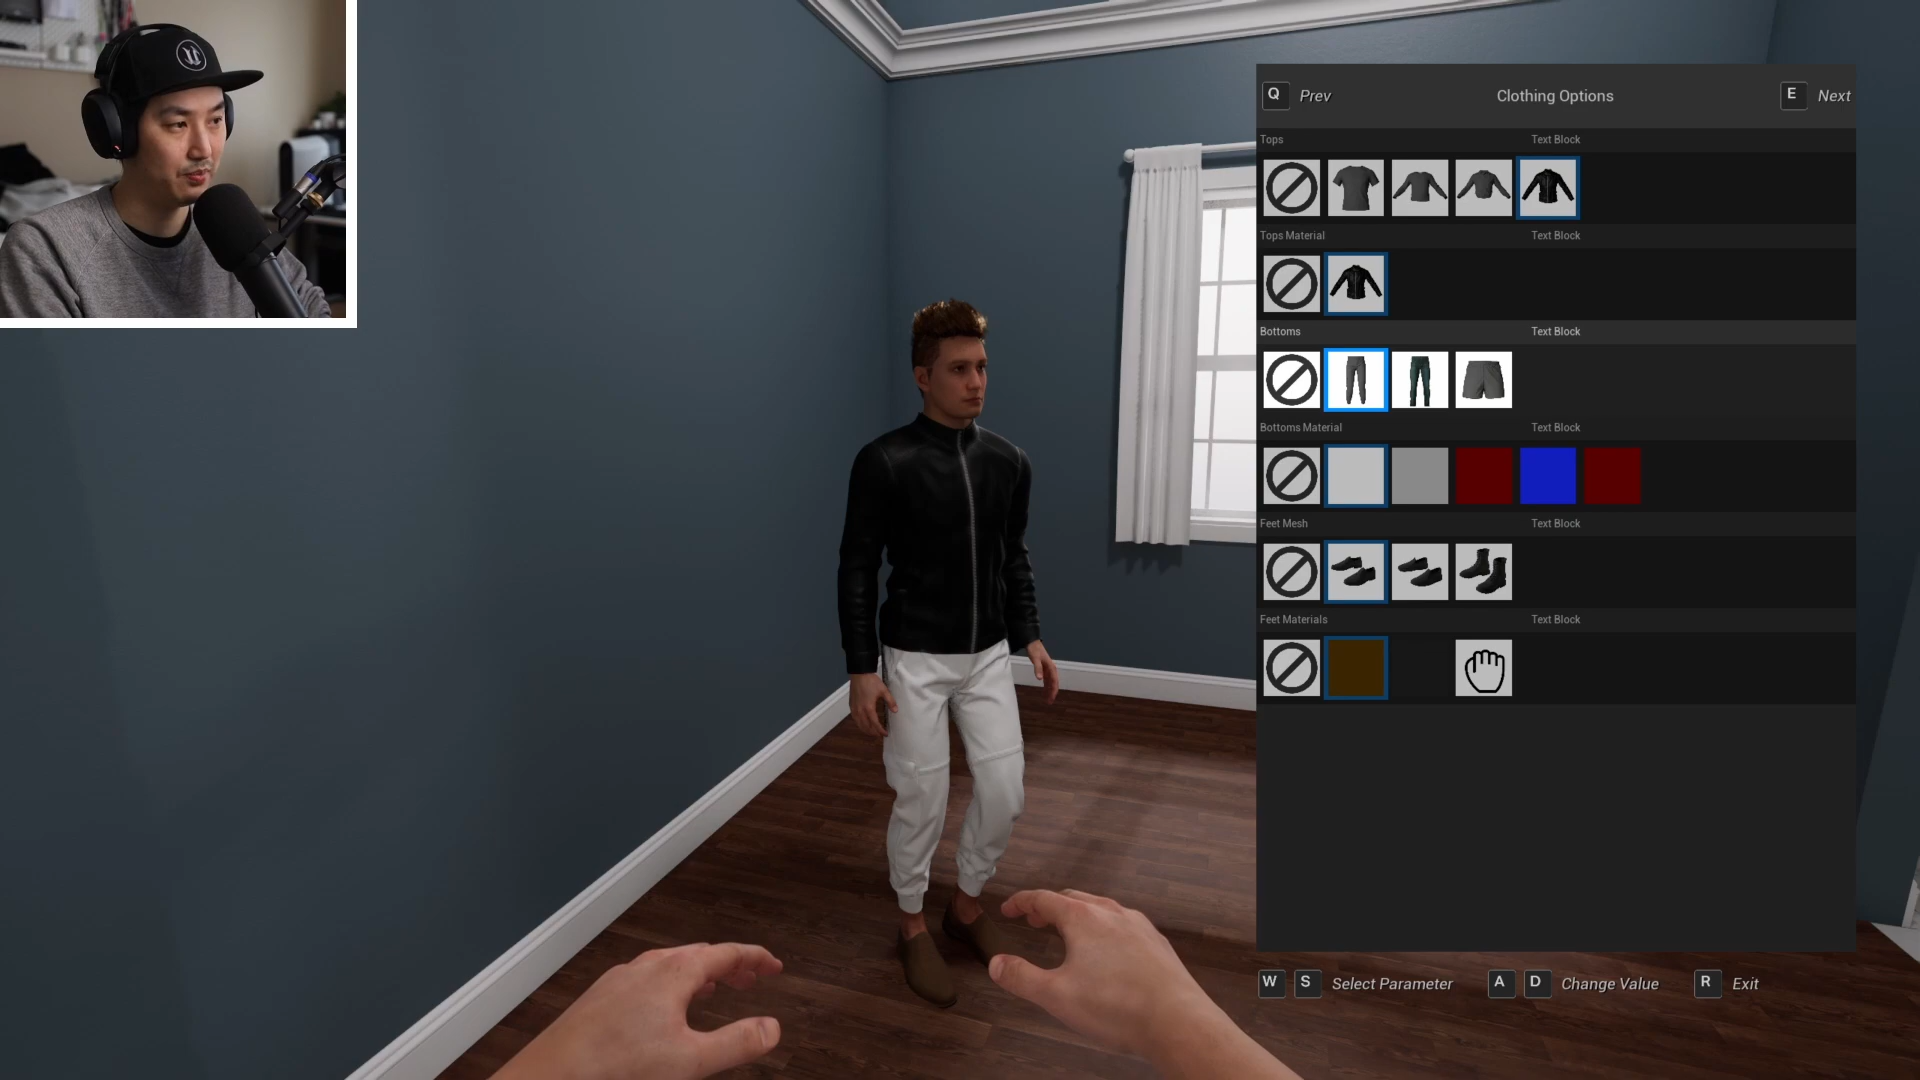 Q Prev Clothing Options E Next
Tops Text Block
Tops Material Text Block
Bottoms Text Block
Bottoms Material Text Block
Feet Mesh Text Block
Feet Materials Text Block
W S Select Parameter A D Change Value R Exit